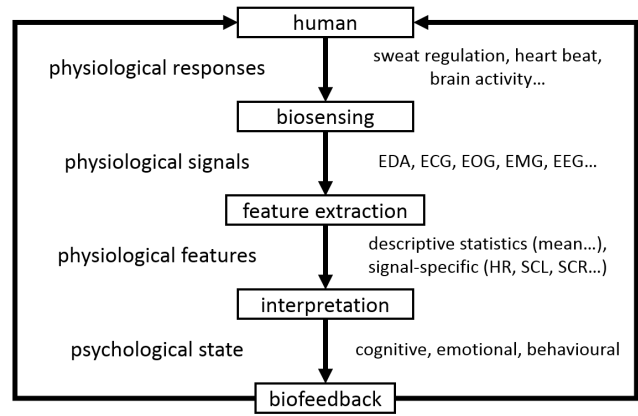 human
physiological responses
sweat regulation, heart beat,
brain activity...
biosensing
physiological signals
EDA, ECG, EOG, EMG, EEG...
feature extraction
physiological features
descriptive statistics (mean...),
signal-specific (HR, SCL, SCR...)
interpretation
psychological state
cognitive, emotional, behavioural
biofeedback